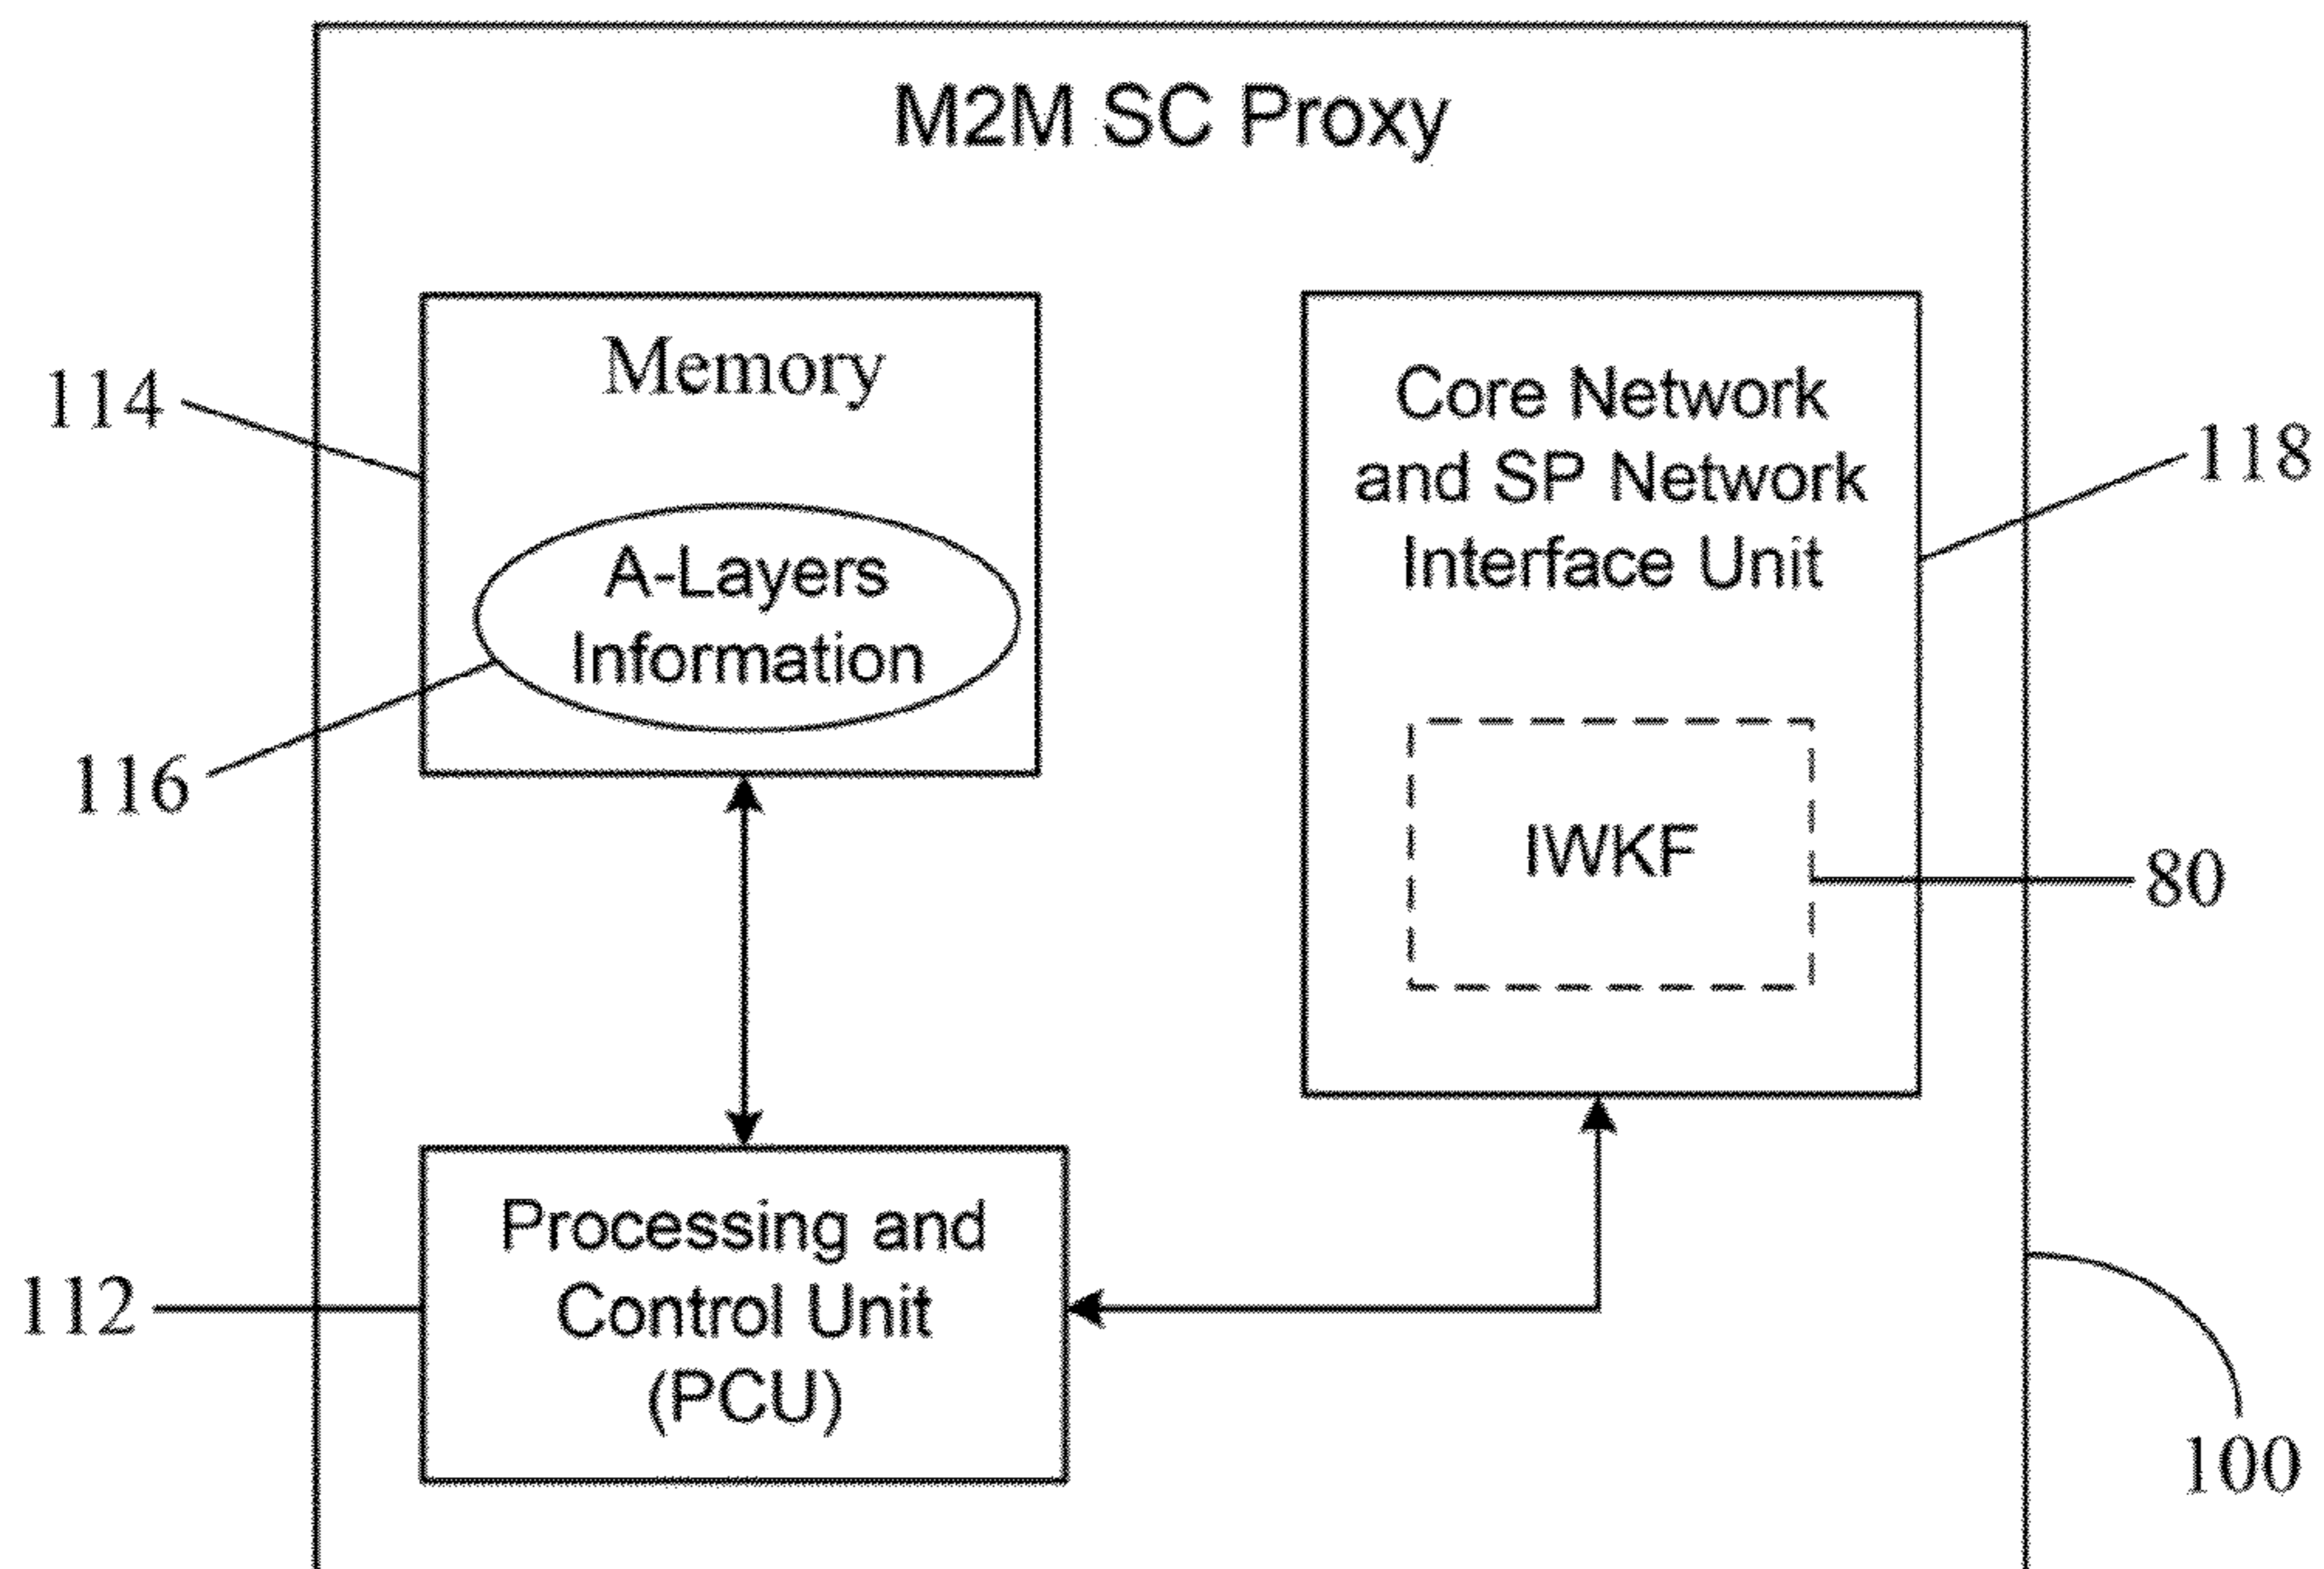 M2M SC Proxy
Memory
A-Layers
Information
114
116
Core Network
and SP Network
Interface Unit
118
IWKF
80
Processing and
Control Unit
(PCU)
112
100